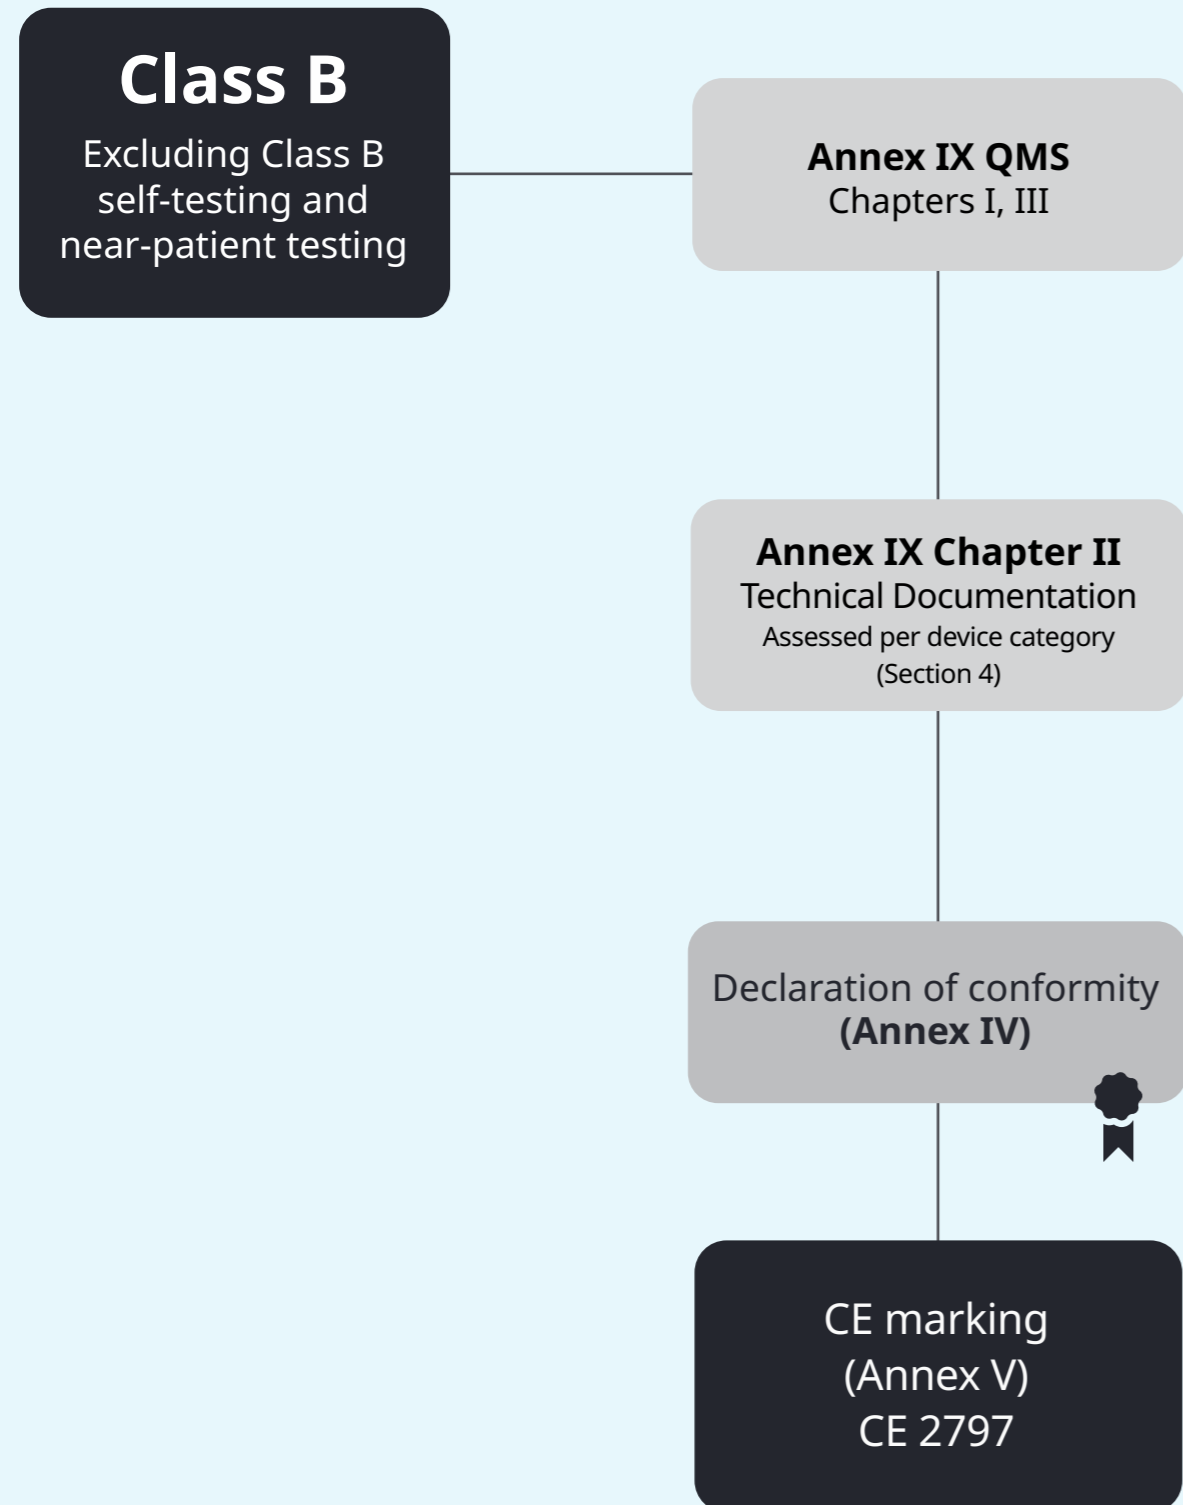 Class B
Excluding Class B
self-testing and
near-patient testing
Annex IX QMS
Chapters I, III
Annex IX Chapter II
Technical Documentation
Assessed per device category
(Section 4)
Declaration of conformity
(Annex IV)
CE marking
(Annex V)
CE 2797